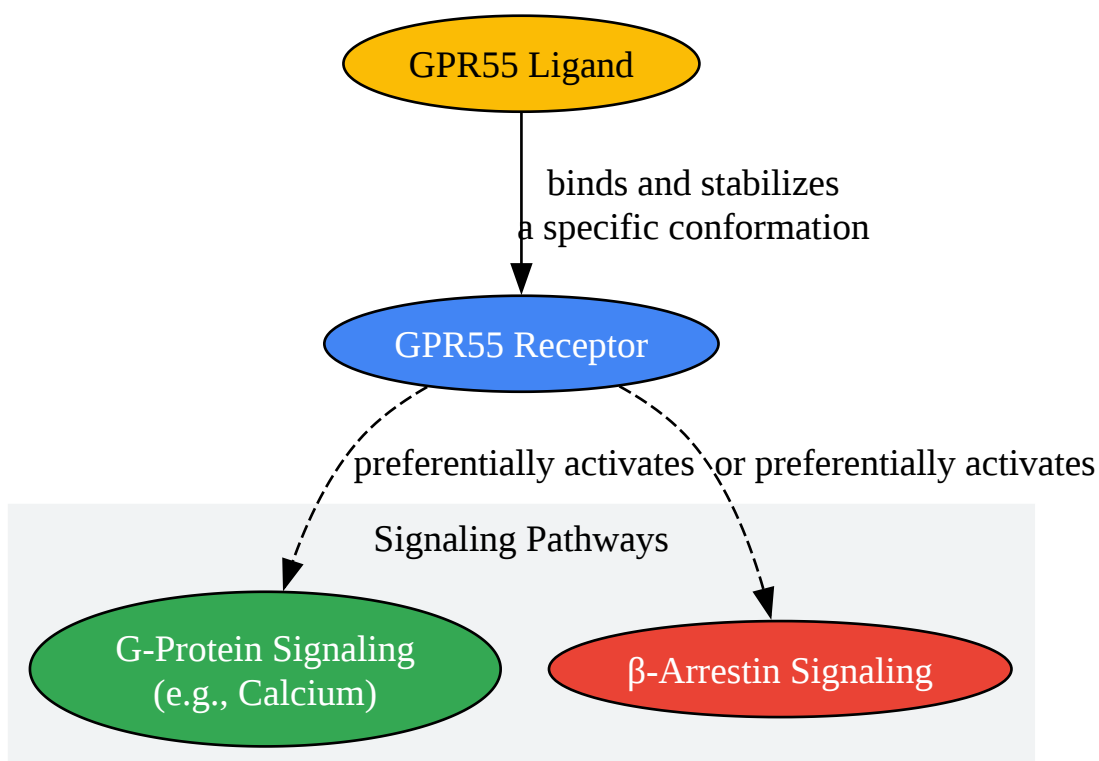 GPR55 Ligand
binds and stabilizes
a specific conformation
GPR55 Receptor
preferentially activates
or preferentially activates
Signaling Pathways
G-Protein Signaling
(e.g., Calcium)
β-Arrestin Signaling